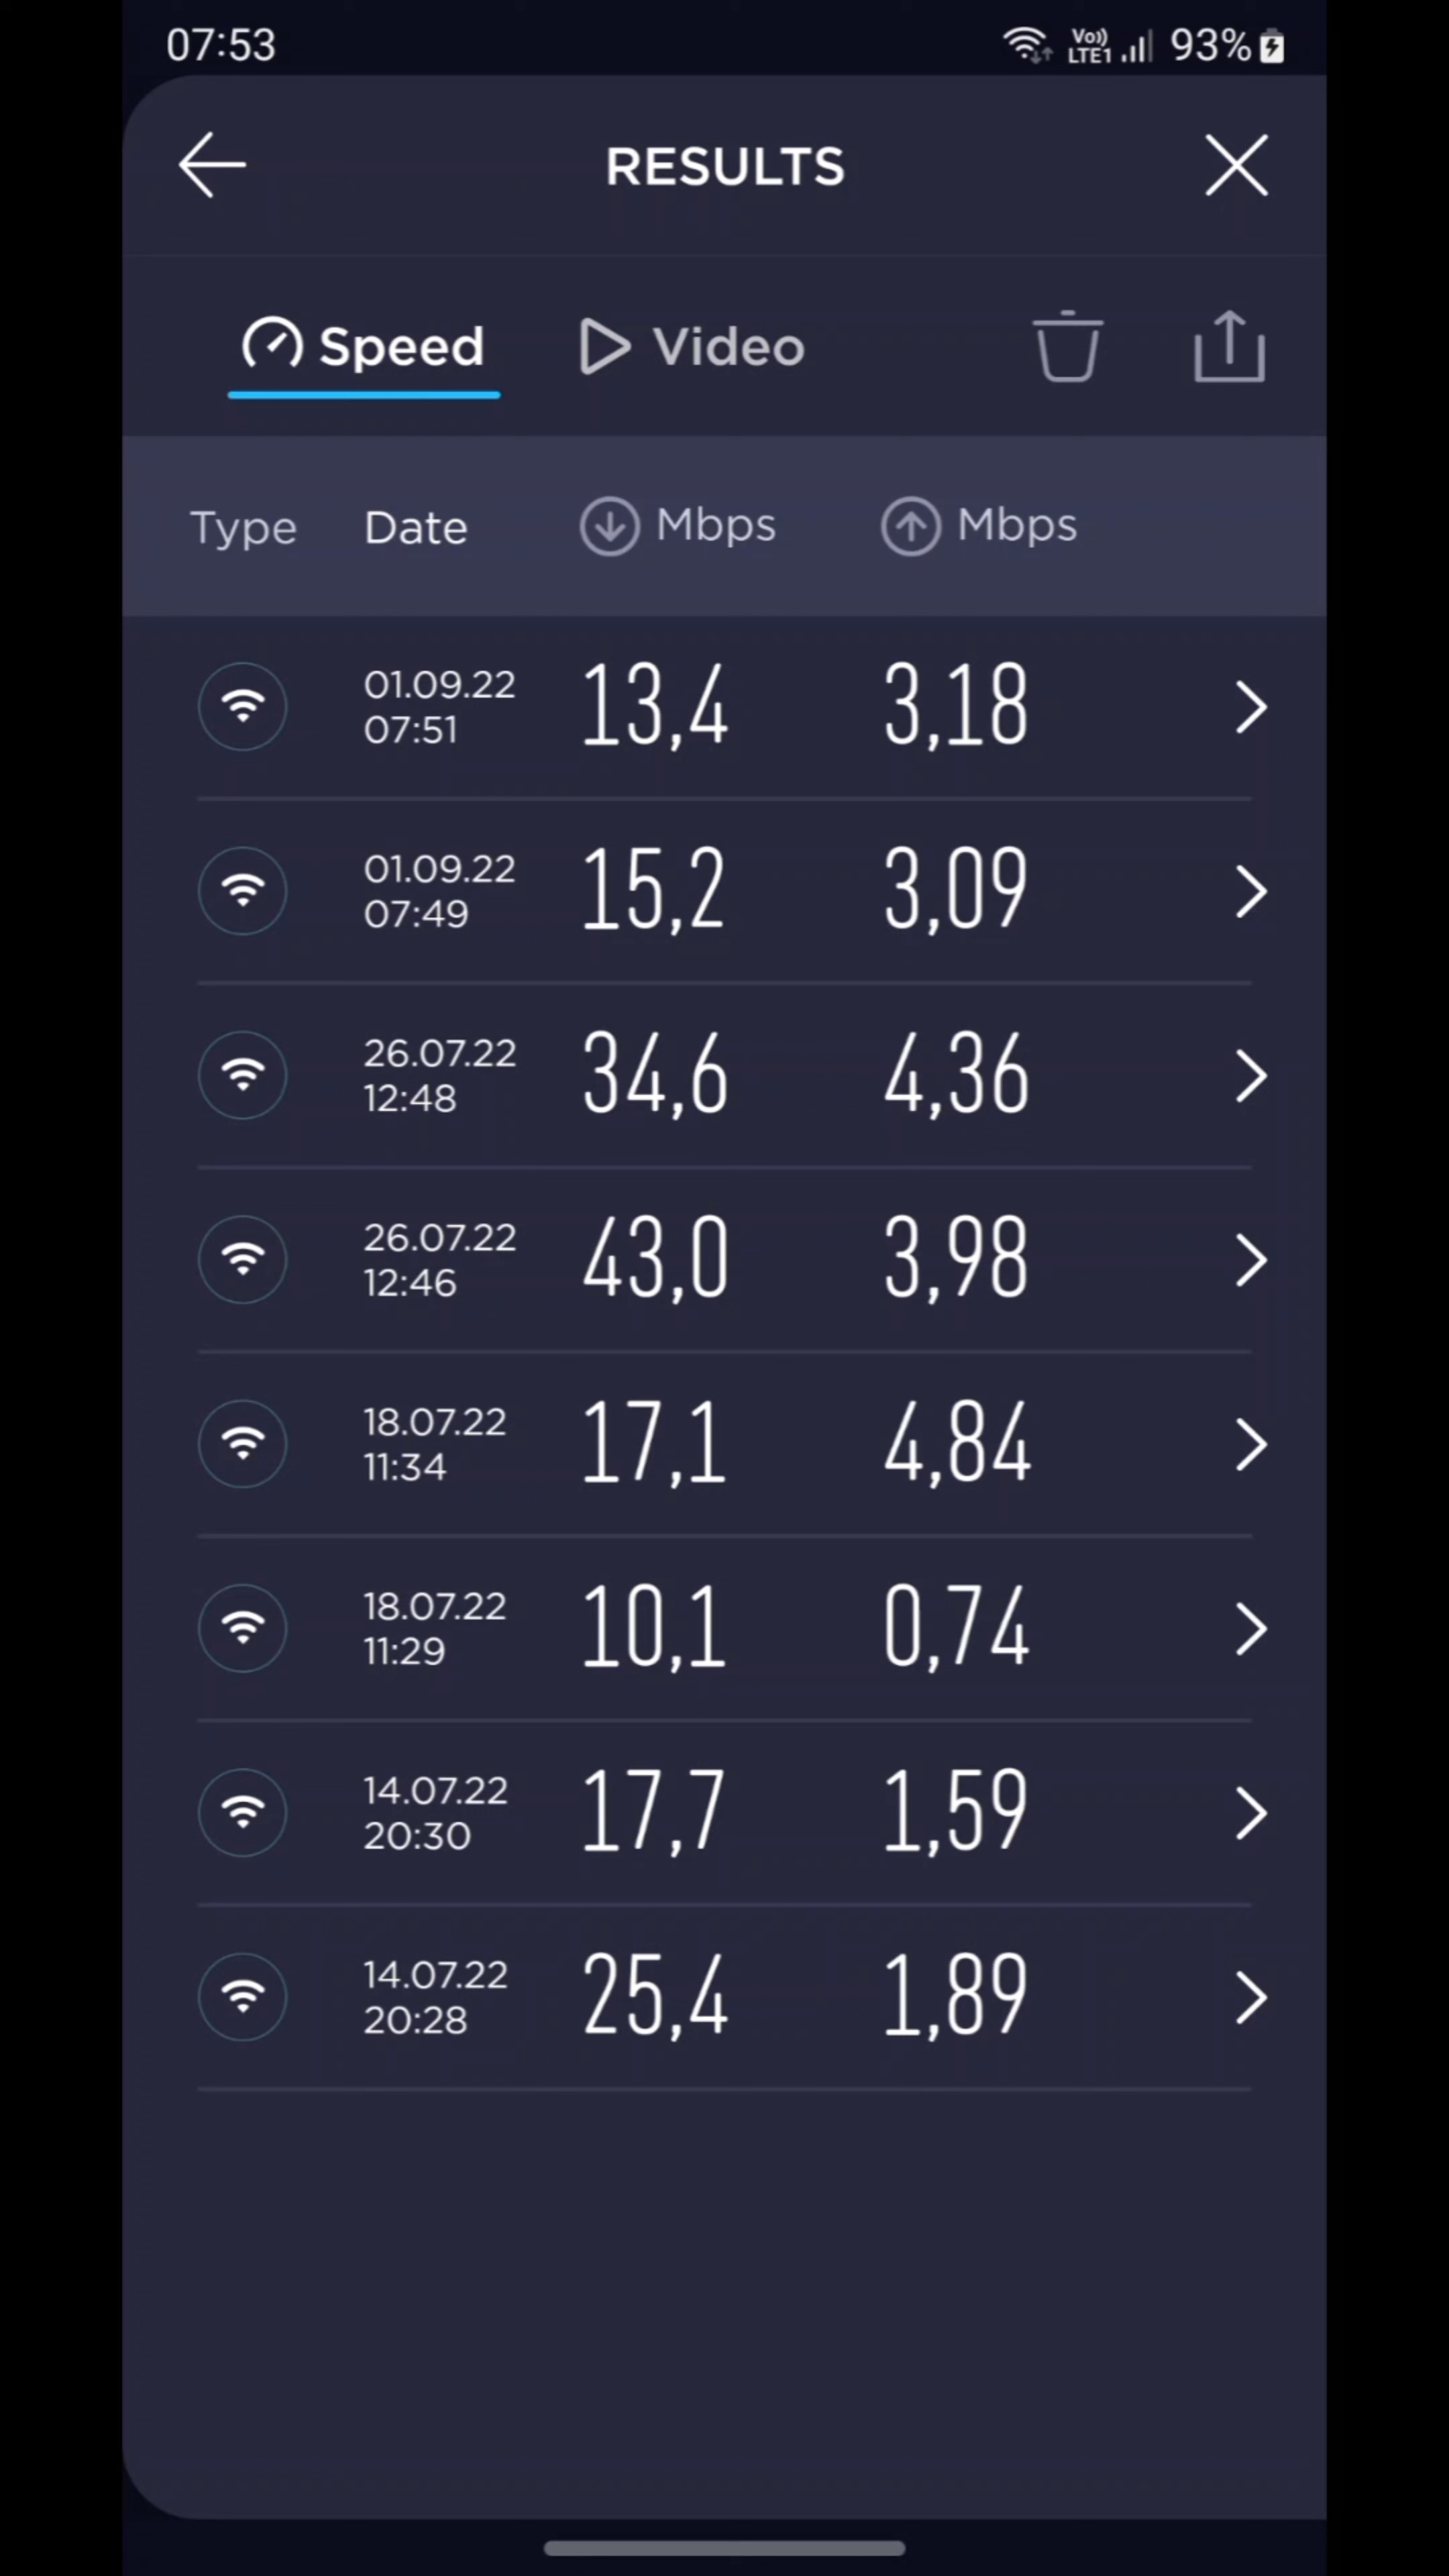 07:53 Vo)) LTE1 93%
RESULTS
Speed Video
Type Date Mbps Mbps
01.09.22 13,4 3,18
07:51
01.09.22 15,2 3,09
07:49
26.07.22 34,6 4,36
12:48
26.07.22 43,0 3,98
12:46
18.07.22 17,1 4,84
11:34
18.07.22 10,1 0,74
11:29
14.07.22 17,7 1,59
20:30
14.07.22 25,4 1,89
20:28